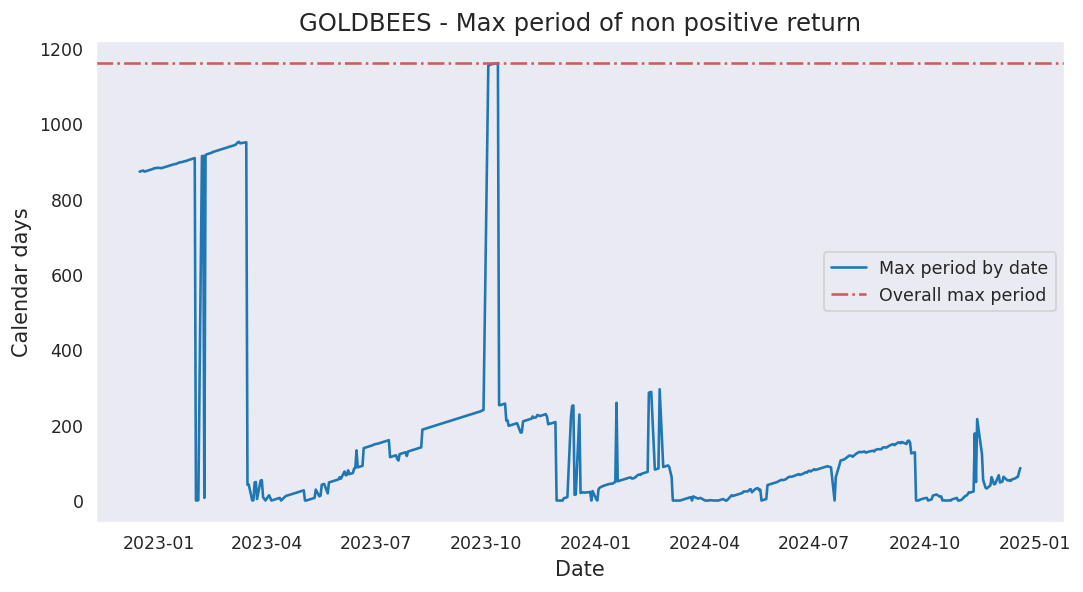 GOLDBEES - Max period of non positive return
1200
1000
800
600
400
200
0
Calendar days
Max period by date
Overall max period
2023-01 2023-04 2023-07 2023-10 2024-01 2024-04 2024-07 2024-10 2025-01
Date